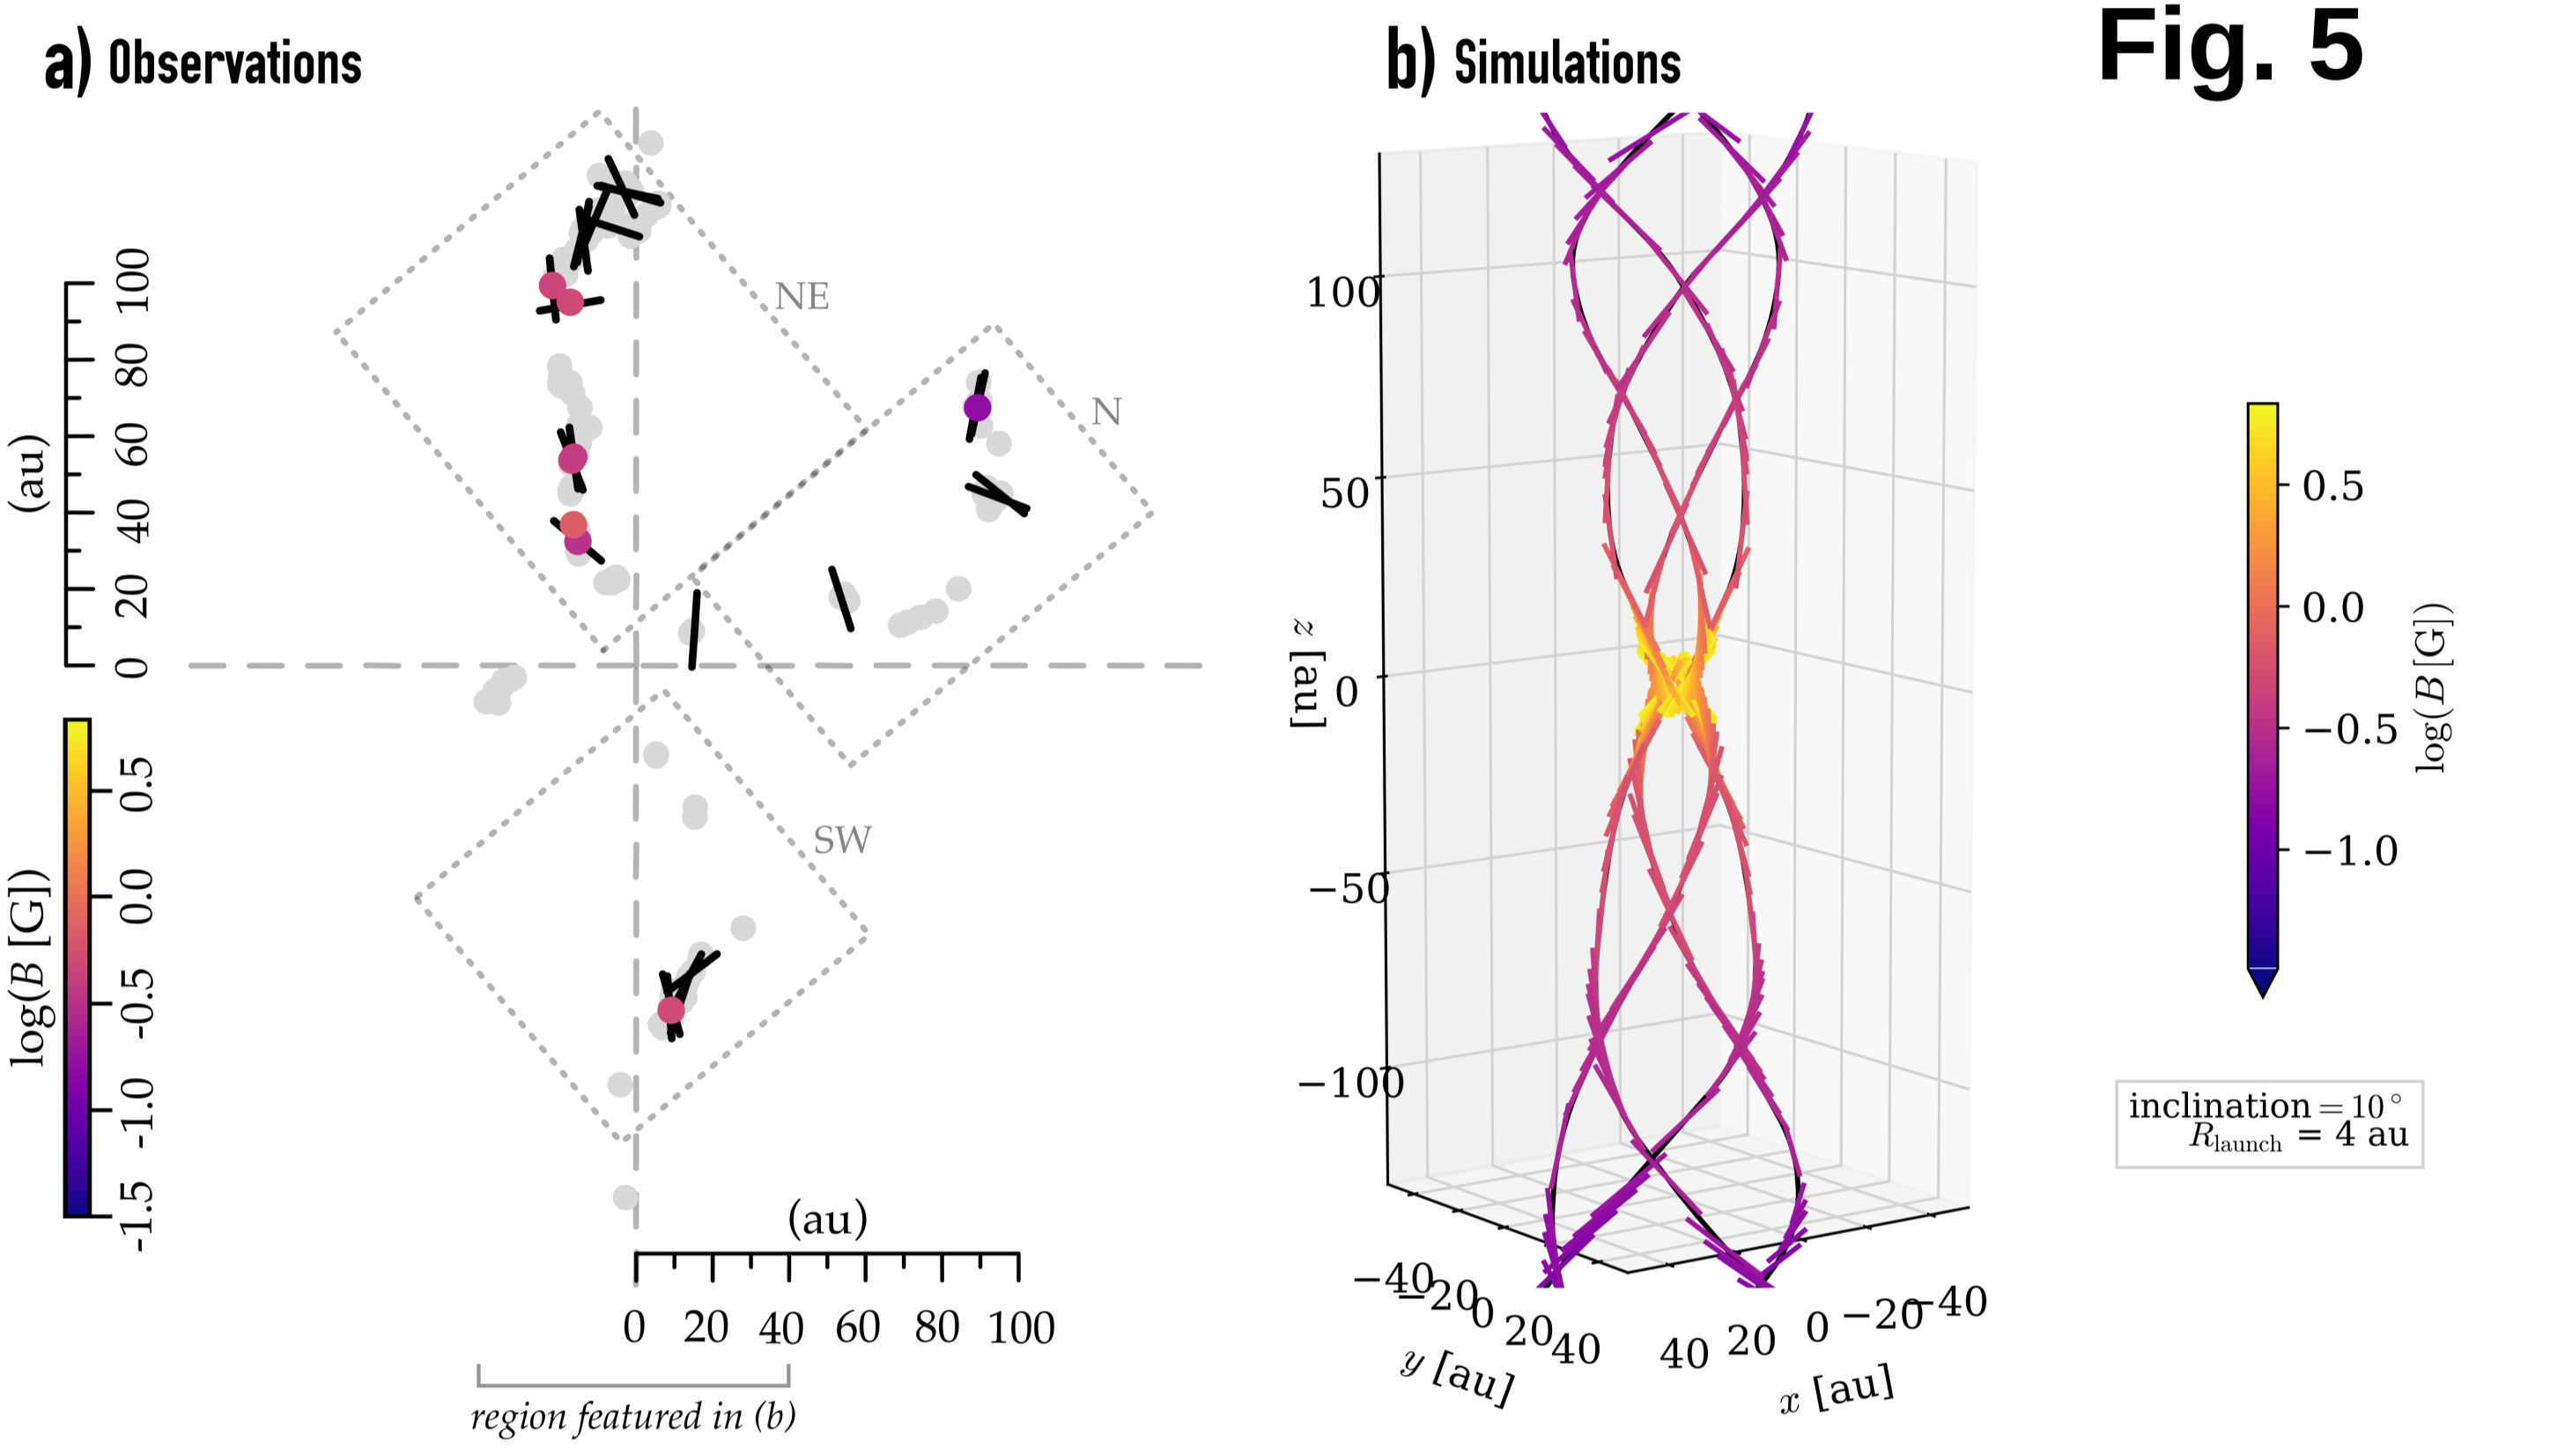 a) Observations
b) Simulations
Fig. 5
NE
N
SW
(au)
100
80
60
40
20
0
log(B [G])
0.5
0.0
-0.5
-1.0
-1.5
(au)
0 20 40 60 80 100
region featured in (b)
z [au]
100
50
0
−50
−100
−40
−20
0
20
40
y [au]
40
20
0
−20
−40
x [au]
0.5
0.0
−0.5
−1.0
log(B [G])
inclination = 10°
Rlaunch = 4 au